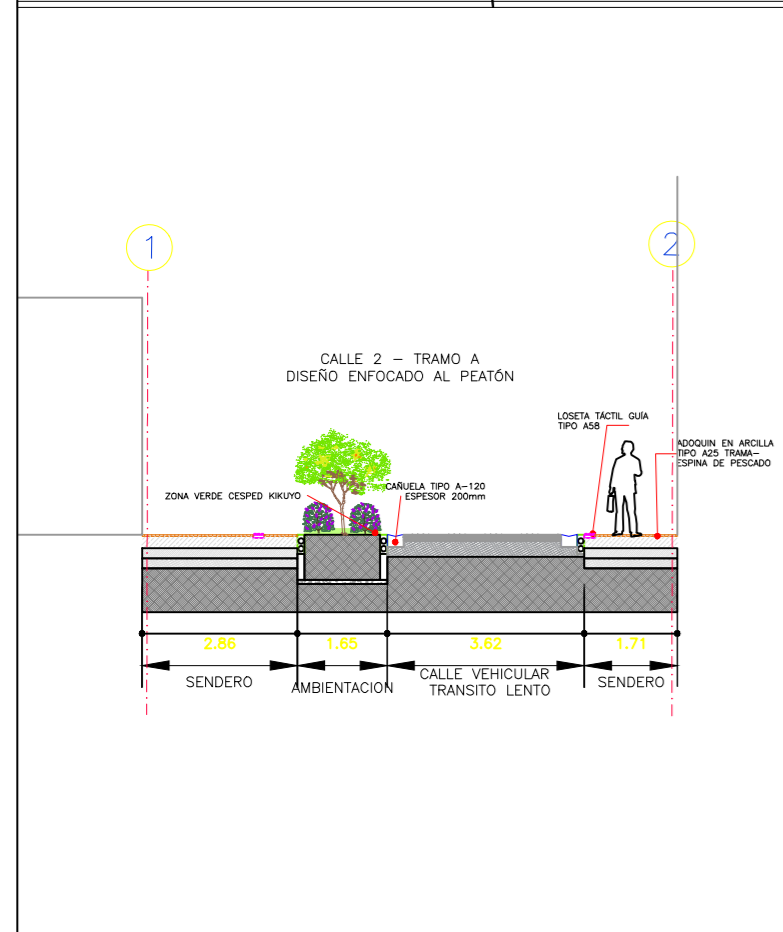 1
2
CALLE 2 – TRAMO A
DISEÑO ENFOCADO AL PEATÓN
LOSETA TÁCTIL GUÍA
TIPO A58
ADOQUIN EN ARCILLA
TIPO A25 TRAMA–
ESPINA DE PESCADO
CAÑUELA TIPO A–120
ESPESOR 200mm
ZONA VERDE CESPED KIKUYO
2.86
1.65
3.62
1.71
SENDERO
AMBIENTACION
CALLE VEHICULAR
TRANSITO LENTO
SENDERO